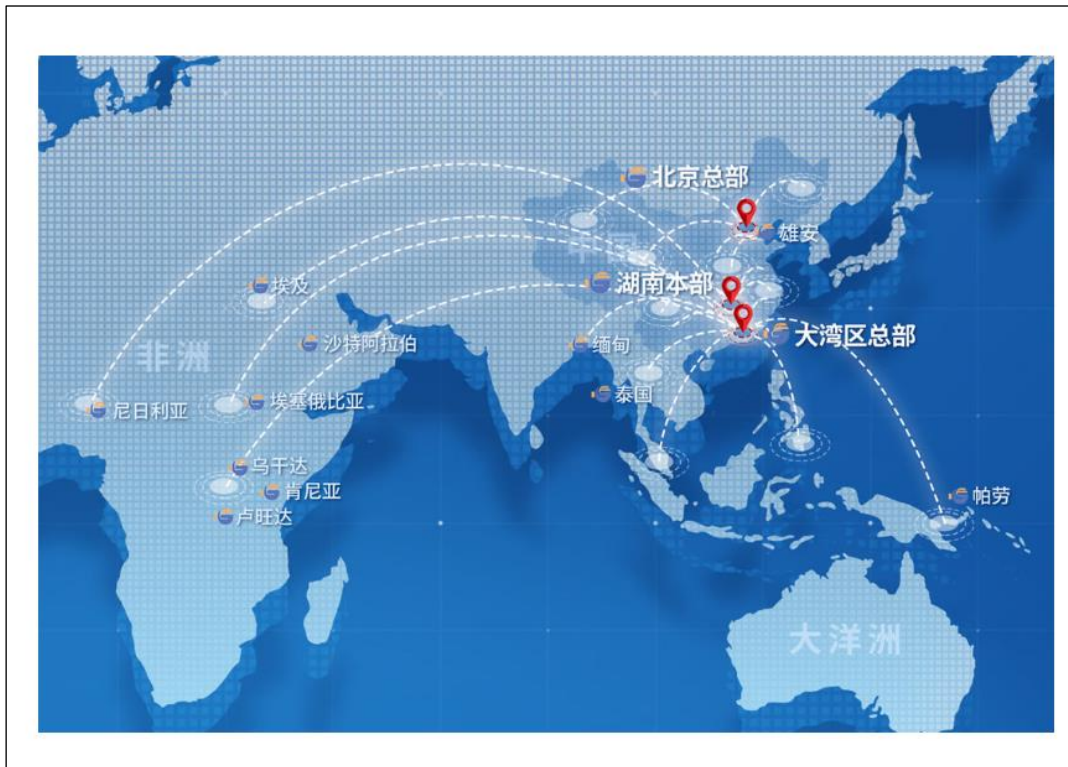 北京总部
雄安
中国
湖南本部
埃及
大湾区总部
沙特阿拉伯
缅甸
非洲
泰国
埃塞俄比亚
尼日利亚
乌干达
肯尼亚
帕劳
卢旺达
大洋洲